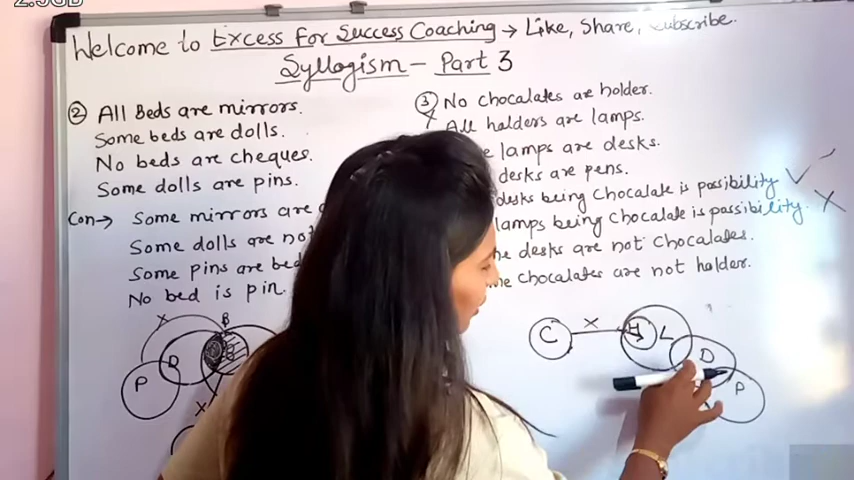 Welcome to Excess For Success Coaching → Like, Share, Subscribe.
Syllogism - Part 3
② All Beds are mirrors.
Some beds are dolls.
No beds are cheques.
Some dolls are pins.
Con→ Some mirrors are
Some dolls are not
Some pins are bed
No bed is pin.
B
D
P
③ No chocalates are holder.
All holders are lamps.
lamps are desks.
desks are pens.
desks being Chocalate is possibility ✓
lamps being Chocalate is possibility. X
desks are not Chocalates.
chocalates are not holder.
C X H L D P